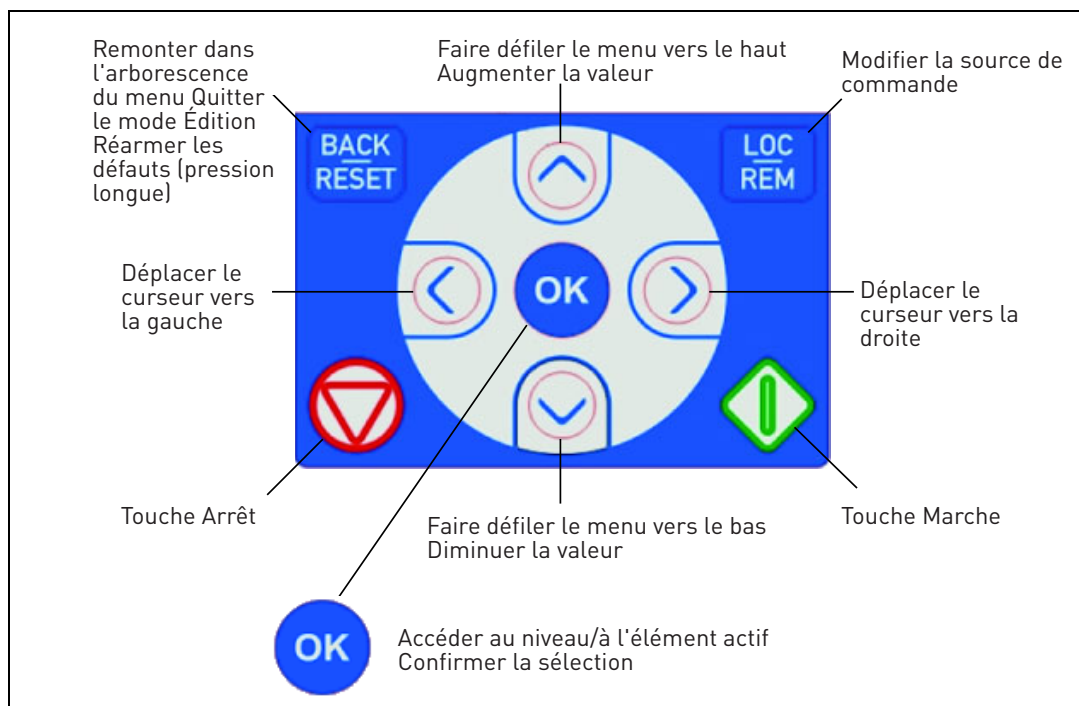 Remonter dans
l'arborescence
du menu Quitter
le mode Édition
Réarmer les
défauts (pression
longue)
Faire défiler le menu vers le haut
Augmenter la valeur
Modifier la source de
commande
BACK
RESET
LOC
REM
Déplacer le
curseur vers
la gauche
OK
Déplacer le
curseur vers la
droite
Touche Arrêt
Faire défiler le menu vers le bas
Diminuer la valeur
Touche Marche
OK
Accéder au niveau/à l'élément actif
Confirmer la sélection